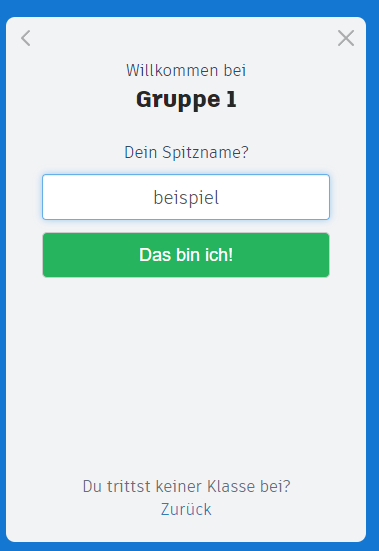 Willkommen bei
Gruppe 1
Dein Spitzname?
beispiel
Das bin ich!
Du trittst keiner Klasse bei?
Zurück